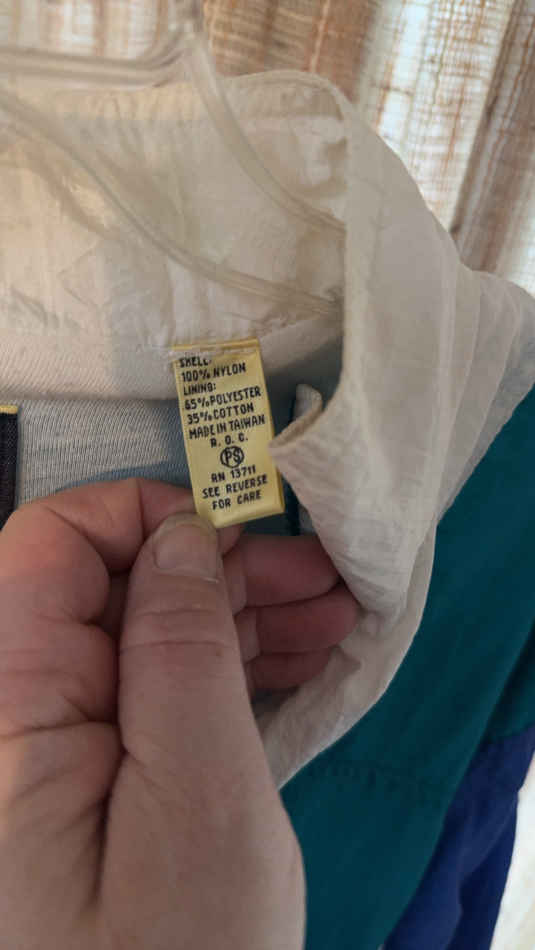 SHELL:
100% NYLON
LINING:
65% POLYESTER
35% COTTON
MADE IN TAIWAN
R. O. C.
PS
RN 13711
SEE REVERSE
FOR CARE